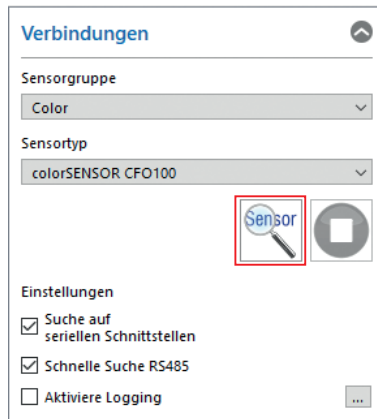 Verbindungen
Sensorgruppe
Color
Sensortyp
colorSENSOR CFO100
Sensor
Einstellungen
Suche auf
seriellen Schnittstellen
Schnelle Suche RS485
Aktiviere Logging
...